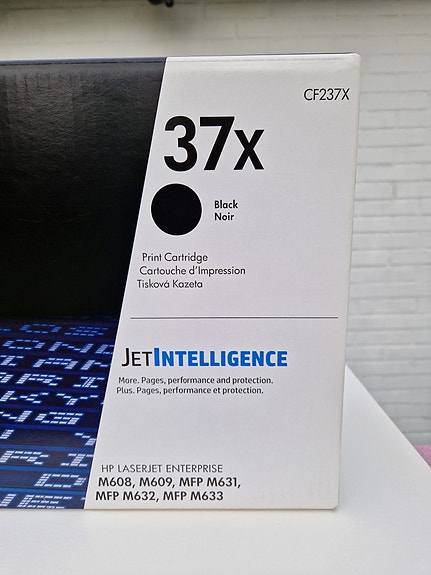 CF237X
37X
Black
Noir
Print Cartridge
Cartouche d'Impression
Tisková Kazeta
JETINTELLIGENCE
More. Pages, performance and protection.
Plus. Pages, performance et protection.
HP LASERJET ENTERPRISE
M608, M609, MFP M631,
MFP M632, MFP M633